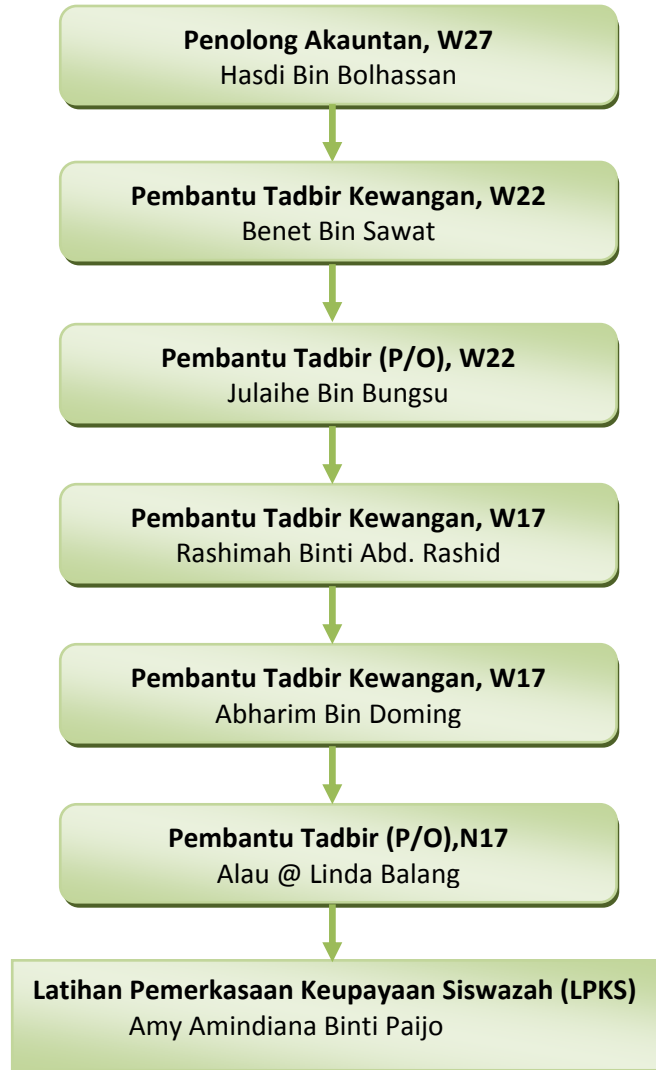 Penolong Akauntan, W27
Hasdi Bin Bolhassan
Pembantu Tadbir Kewangan, W22
Benet Bin Sawat
Pembantu Tadbir (P/O), W22
Julaihe Bin Bungsu
Pembantu Tadbir Kewangan, W17
Rashimah Binti Abd. Rashid
Pembantu Tadbir Kewangan, W17
Abharim Bin Doming
Pembantu Tadbir (P/O),N17
Alau @ Linda Balang
Latihan Pemerkasaan Keupayaan Siswazah (LPKS)
Amy Amindiana Binti Paijo